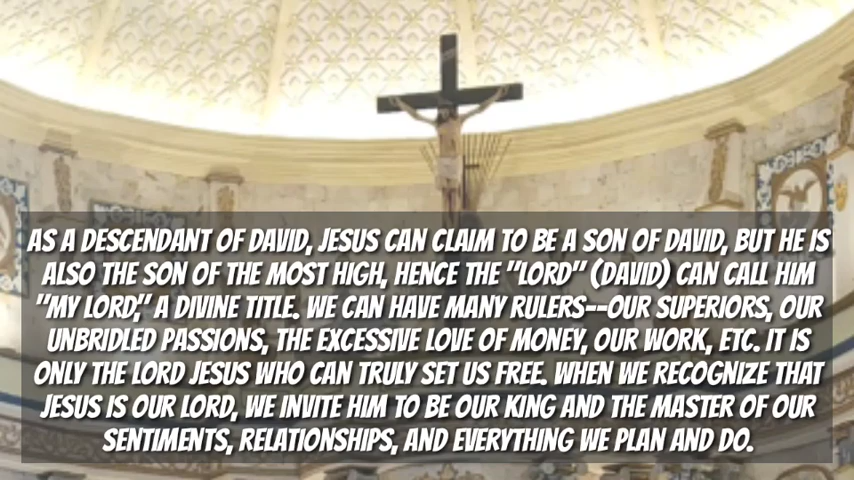 AS A DESCENDANT OF DAVID, JESUS CAN CLAIM TO BE A SON OF DAVID, BUT HE IS
ALSO THE SON OF THE MOST HIGH, HENCE THE "LORD" (DAVID) CAN CALL HIM
"MY LORD," A DIVINE TITLE. WE CAN HAVE MANY RULERS--OUR SUPERIORS, OUR
UNBRIDLED PASSIONS, THE EXCESSIVE LOVE OF MONEY, OUR WORK, ETC. IT IS
ONLY THE LORD JESUS WHO CAN TRULY SET US FREE. WHEN WE RECOGNIZE THAT
JESUS IS OUR LORD, WE INVITE HIM TO BE OUR KING AND THE MASTER OF OUR
SENTIMENTS, RELATIONSHIPS, AND EVERYTHING WE PLAN AND DO.